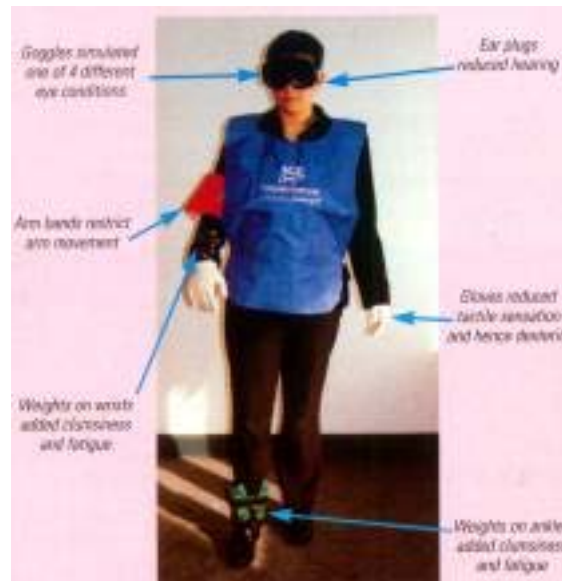 Goggles simulated
one of 4 different
eye conditions
Ear plugs
reduced hearing
Arm bands restrict
arm movement
Gloves reduced
tactile sensation
and hence dexteri
Weights on wrists
added clumsiness
and fatigue.
Weights on ankle
added clumsines
and fatigue